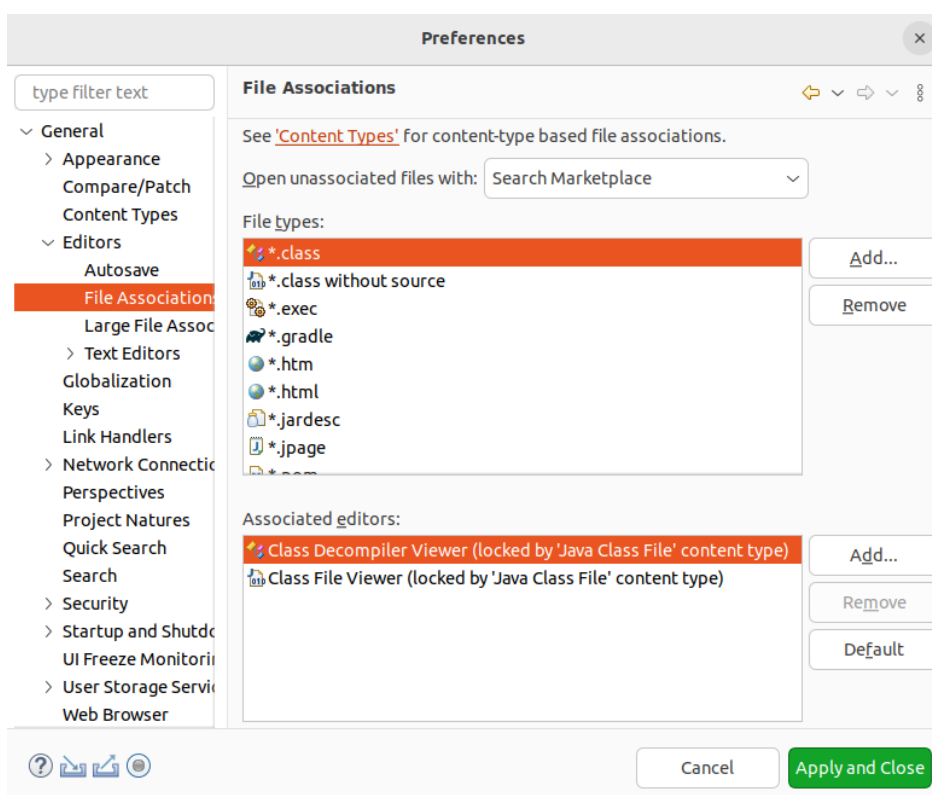 Preferences
type filter text
General
Appearance
Compare/Patch
Content Types
Editors
Autosave
File Associations
Large File Assoc
Text Editors
Globalization
Keys
Link Handlers
Network Connectic
Perspectives
Project Natures
Quick Search
Search
Security
Startup and Shutdo
UI Freeze Monitorin
User Storage Servic
Web Browser
File Associations
See 'Content Types' for content-type based file associations.
Open unassociated files with: Search Marketplace
File types:
*.class
*.class without source
*.exec
*.gradle
*.htm
*.html
*.jardesc
*.jpage
*.pom
Add...
Remove
Associated editors:
Class Decompiler Viewer (locked by 'Java Class File' content type)
Class File Viewer (locked by 'Java Class File' content type)
Add...
Remove
Default
Cancel
Apply and Close